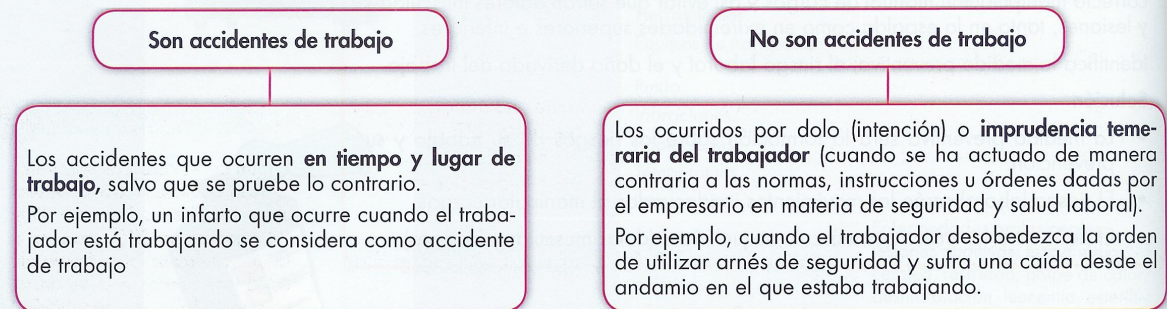 Son accidentes de trabajo
Los accidentes que ocurren en tiempo y lugar de
trabajo, salvo que se pruebe lo contrario.
Por ejemplo, un infarto que ocurre cuando el traba-
jador está trabajando se considera como accidente
de trabajo
No son accidentes de trabajo
Los ocurridos por dolo (intención) o imprudencia teme-
raria del trabajador (cuando se ha actuado de manera
contraria a las normas, instrucciones u órdenes dadas por
el empresario en materia de seguridad y salud laboral).
Por ejemplo, cuando el trabajador desobedezca la orden
de utilizar arnés de seguridad y sufra una caída desde el
andamio en el que estaba trabajando.